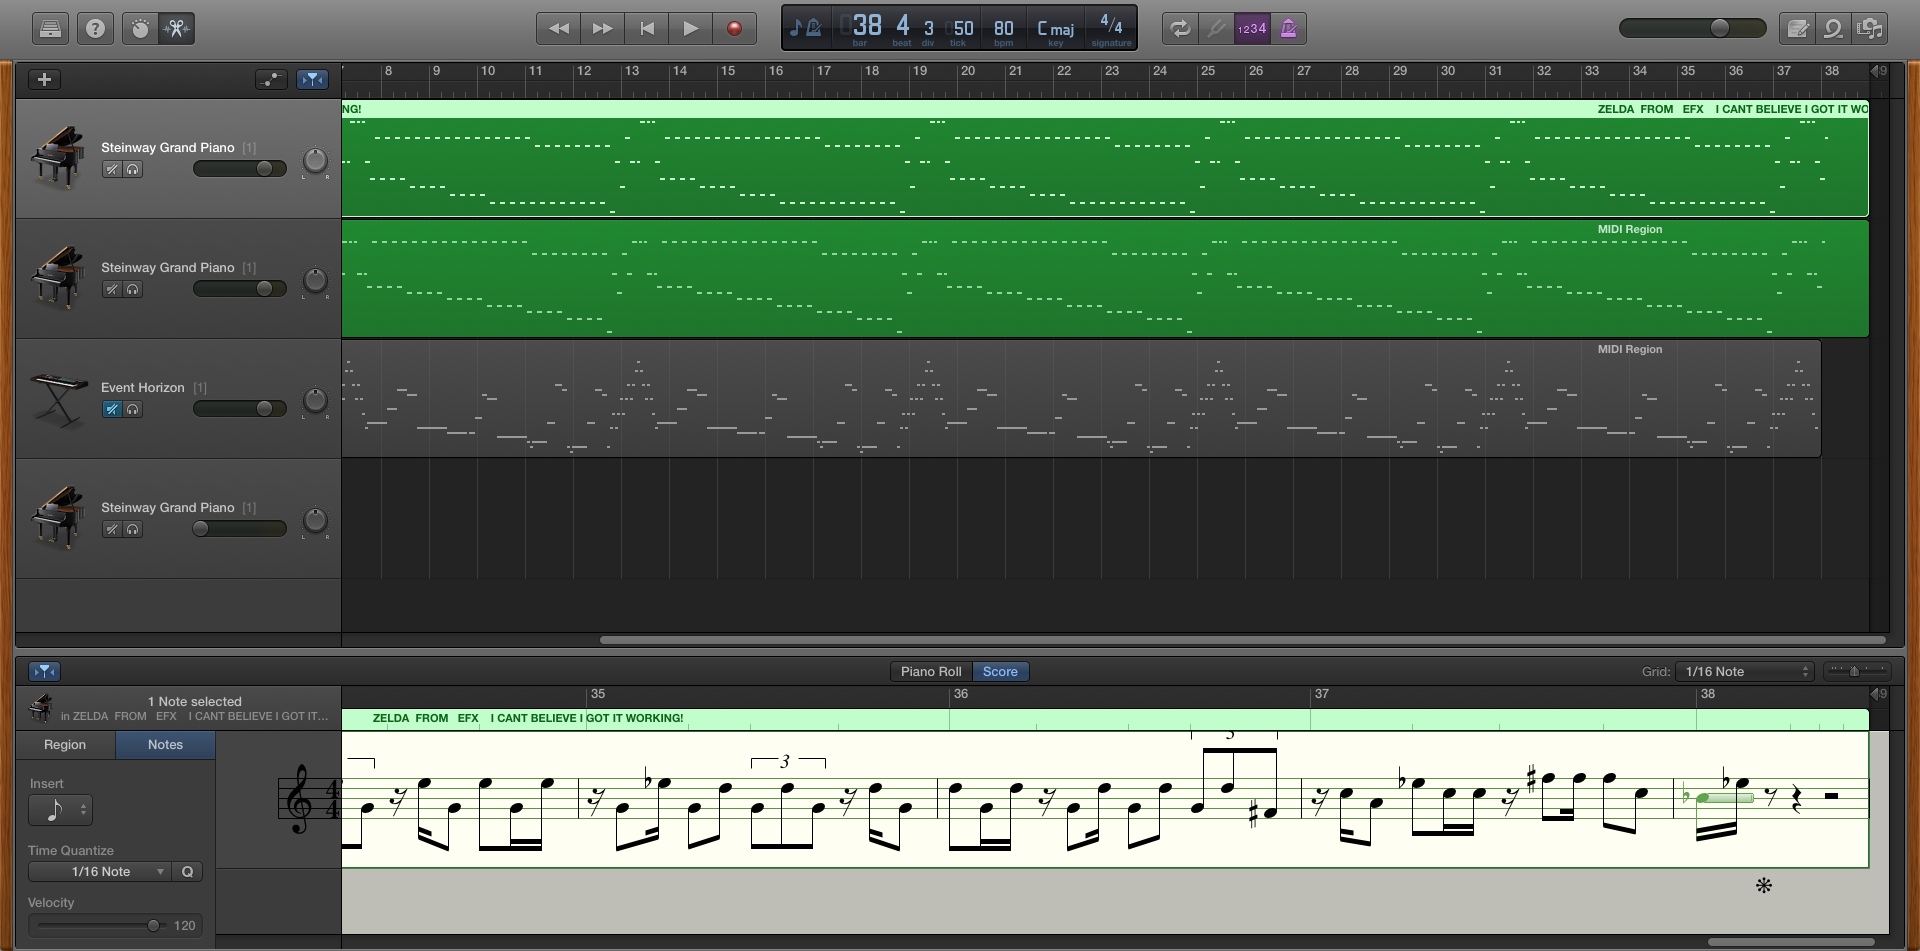 ?
38 4 3 50 80 C maj 4/4
bar beat div tick bpm key signature
1234
8 9 10 11 12 13 14 15 16 17 18 19 20 21 22 23 24 25 26 27 28 29 30 31 32 33 34 35 36 37 38
NG! ZELDA FROM EFX I CANT BELIEVE I GOT IT WO
Steinway Grand Piano [1]
L R
MIDI Region
Steinway Grand Piano [1]
L R
MIDI Region
Event Horizon [1]
L R
Steinway Grand Piano [1]
L R
Piano Roll Score Grid: 1/16 Note
1 Note selected
in ZELDA FROM EFX I CANT BELIEVE I GOT IT...
35 36 37 38
ZELDA FROM EFX I CANT BELIEVE I GOT IT WORKING!
Region Notes
3 3
Insert
4
4
Time Quantize
1/16 Note Q
Velocity
120